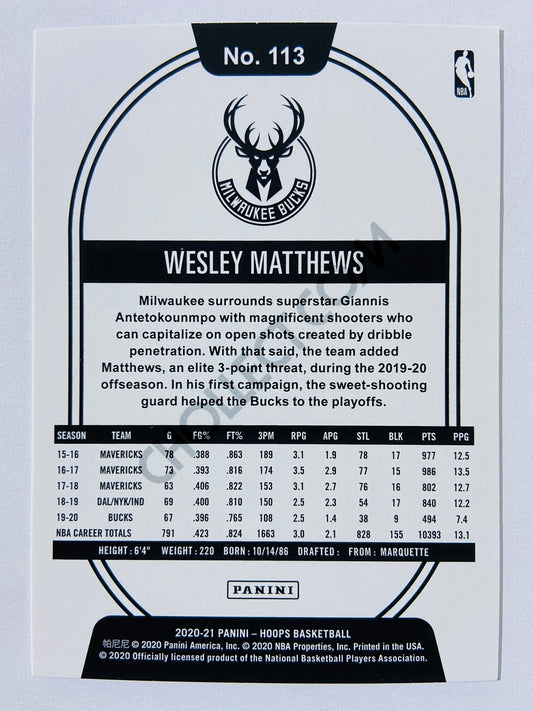 No. 113
NBA
MILWAUKEE BUCKS
WESLEY MATTHEWS
Milwaukee surrounds superstar Giannis
Antetokounmpo with magnificent shooters who
can capitalize on open shots created by dribble
penetration. With that said, the team added
Matthews, an elite 3-point threat, during the 2019-20
offseason. In his first campaign, the sweet-shooting
guard helped the Bucks to the playoffs.
CHOLLECT.COM
SEASON TEAM G FG% FT% 3PM RPG APG STL BLK PTS PPG
15-16 MAVERICKS 78 .388 .863 189 3.1 1.9 78 17 977 12.5
16-17 MAVERICKS 73 .393 .816 174 3.5 2.9 77 15 986 13.5
17-18 MAVERICKS 63 .406 .822 153 3.1 2.7 76 16 802 12.7
18-19 DAL/NYK/IND 69 .400 .810 150 2.5 2.3 54 17 840 12.2
19-20 BUCKS 67 .396 .765 108 2.5 1.4 38 9 494 7.4
NBA CAREER TOTALS 791 .423 .824 1663 3.0 2.1 828 155 10393 13.1
HEIGHT: 6'4" WEIGHT: 220 BORN: 10/14/86 DRAFTED: FROM: MARQUETTE
PANINI
2020-21 PANINI – HOOPS BASKETBALL
帕尼尼 © 2020 Panini America, Inc. © 2020 NBA Properties, Inc. Printed in the USA.
© 2020 Officially licensed product of the National Basketball Players Association.